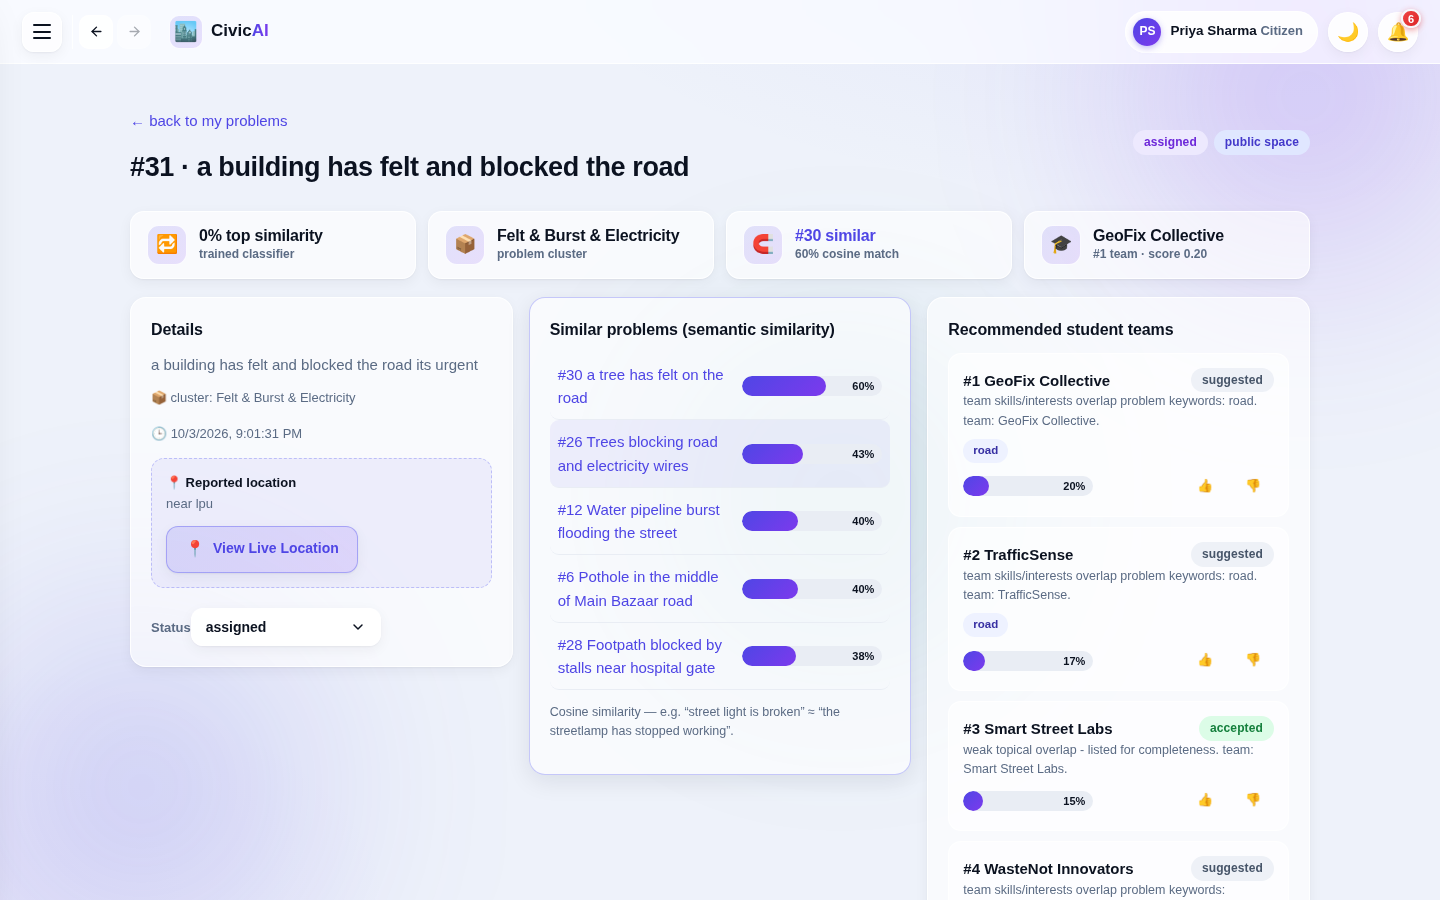 CivicAI
PS Priya Sharma Citizen
6
← back to my problems
#31 · a building has felt and blocked the road
assigned
public space
0% top similarity
trained classifier
Felt & Burst & Electricity
problem cluster
#30 similar
60% cosine match
GeoFix Collective
#1 team · score 0.20
Details
a building has felt and blocked the road its urgent
cluster: Felt & Burst & Electricity
10/3/2026, 9:01:31 PM
Reported location
near lpu
View Live Location
Status assigned
Similar problems (semantic similarity)
#30 a tree has felt on the
road
60%
#26 Trees blocking road
and electricity wires
43%
#12 Water pipeline burst
flooding the street
40%
#6 Pothole in the middle
of Main Bazaar road
40%
#28 Footpath blocked by
stalls near hospital gate
38%
Cosine similarity — e.g. “street light is broken” ≈ “the
streetlamp has stopped working”.
Recommended student teams
#1 GeoFix Collective
suggested
team skills/interests overlap problem keywords: road.
team: GeoFix Collective.
road
20%
#2 TrafficSense
suggested
team skills/interests overlap problem keywords: road.
team: TrafficSense.
road
17%
#3 Smart Street Labs
accepted
weak topical overlap - listed for completeness. team:
Smart Street Labs.
15%
#4 WasteNot Innovators
suggested
team skills/interests overlap problem keywords: